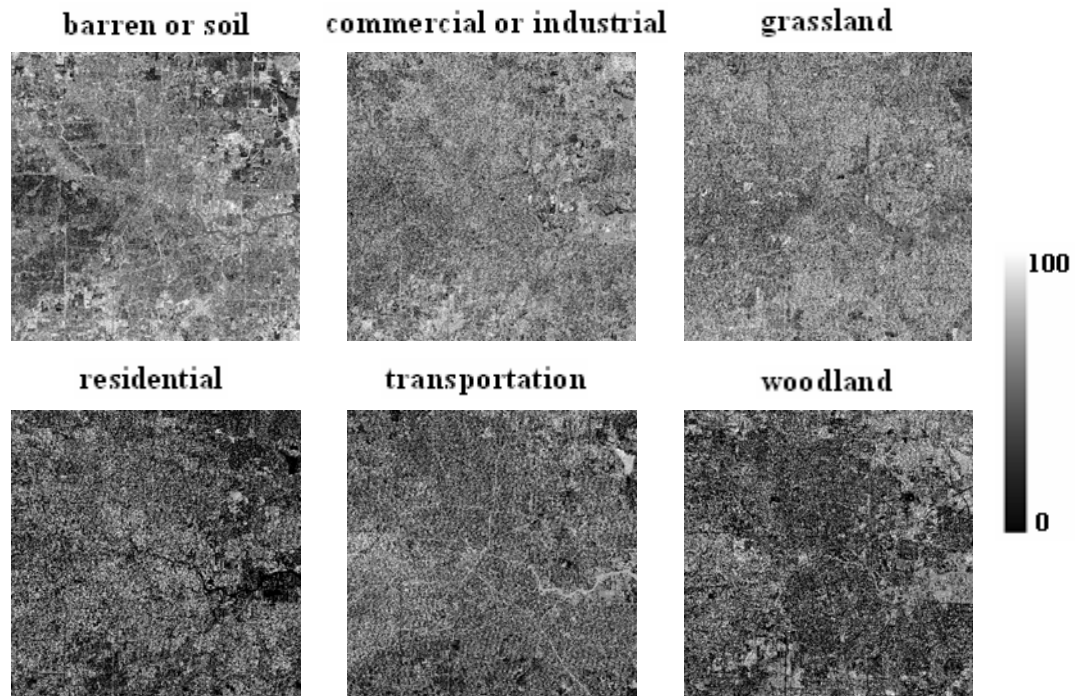 barren or soil
commercial or industrial
grassland
100
0
residential
transportation
woodland